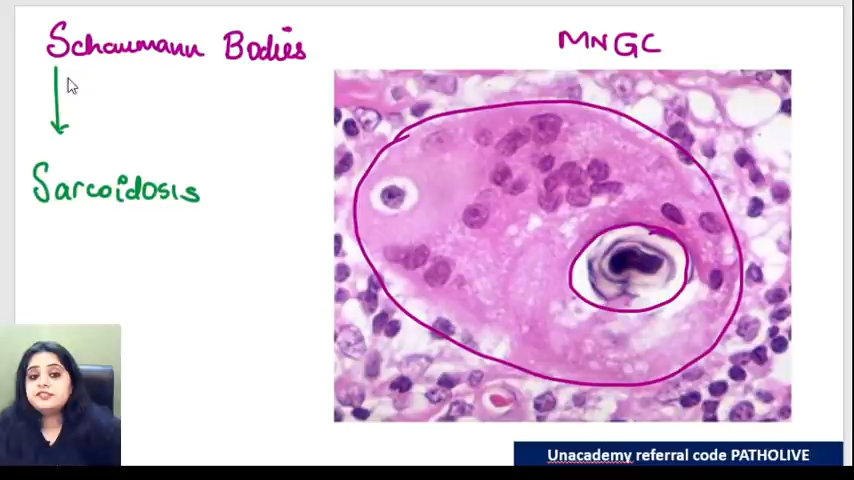 Schaumann Bodies
MNGC
Sarcoidosis
Unacademy referral code PATHOLIVE